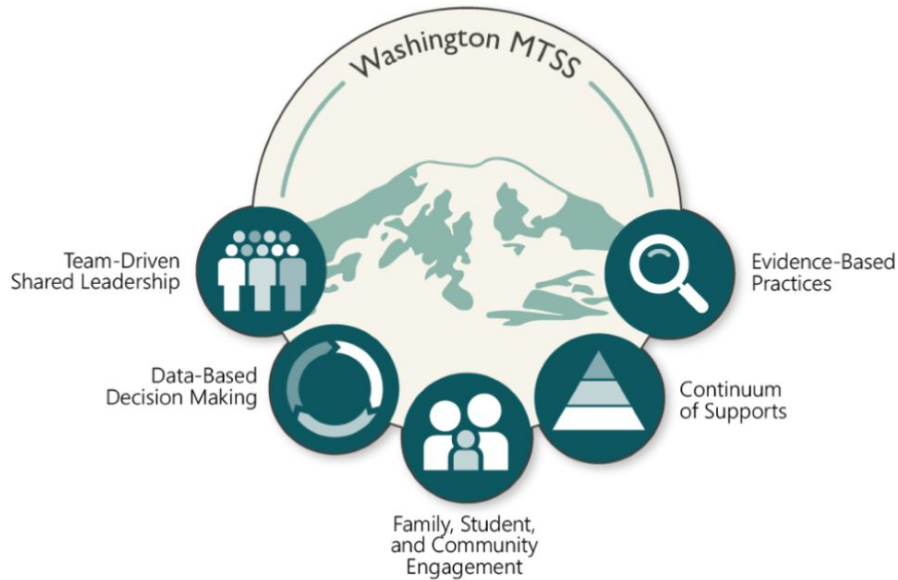 Washington MTSS
Team-Driven
Shared Leadership
Evidence-Based
Practices
Data-Based
Decision Making
Continuum
of Supports
Family, Student,
and Community
Engagement